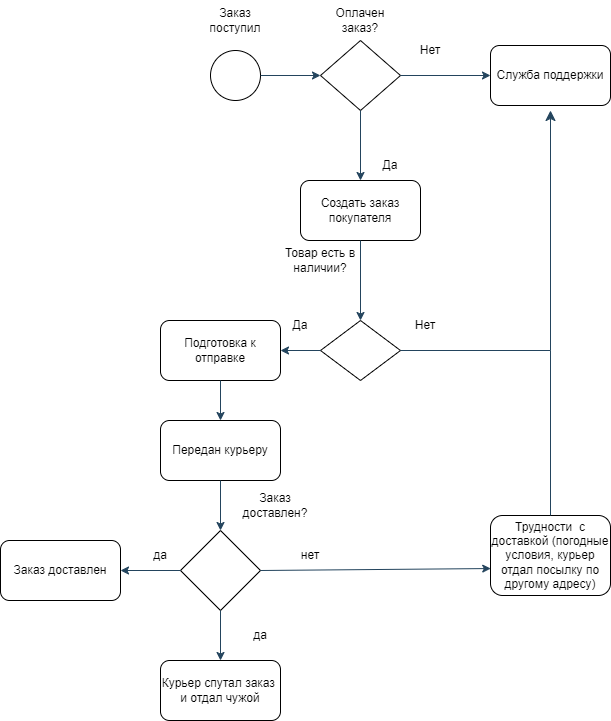 Заказ
поступил
Оплачен
заказ?
Нет
Служба поддержки
Да
Создать заказ
покупателя
Товар есть в
наличии?
Да
Нет
Подготовка к
отправке
Передан курьеру
Заказ
доставлен?
Трудности  с
доставкой (погодные
условия, курьер
отдал посылку по
другому адресу)
да
нет
Заказ доставлен
да
Курьер спутал заказ
и отдал чужой